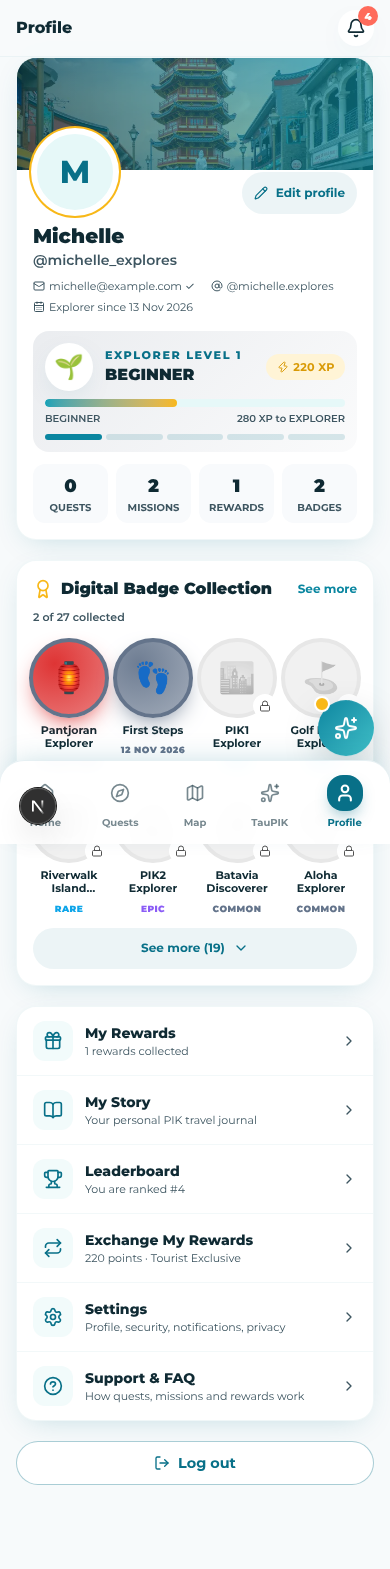 Profile
4
M
Edit profile
Michelle
@michelle_explores
michelle@example.com ✓ @michelle.explores
Explorer since 13 Nov 2026
EXPLORER LEVEL 1
BEGINNER
220 XP
BEGINNER
280 XP to EXPLORER
0
QUESTS
2
MISSIONS
1
REWARDS
2
BADGES
Digital Badge Collection
See more
2 of 27 collected
Pantjoran
Explorer
First Steps
12 NOV 2026
PIK1
Explorer
Golf
N
Quests
Map
TauPIK
Profile
Riverwalk
Island...
RARE
PIK2
Explorer
EPIC
Batavia
Discoverer
COMMON
Aloha
Explorer
COMMON
See more (19)
My Rewards
1 rewards collected
My Story
Your personal PIK travel journal
Leaderboard
You are ranked #4
Exchange My Rewards
220 points · Tourist Exclusive
Settings
Profile, security, notifications, privacy
Support & FAQ
How quests, missions and rewards work
Log out